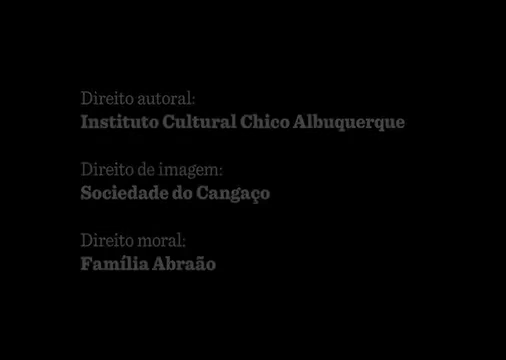 Direito autoral:
Instituto Cultural Chico Albuquerque
Direito de imagem:
Sociedade do Cangaço
Direito moral:
Família Abraão